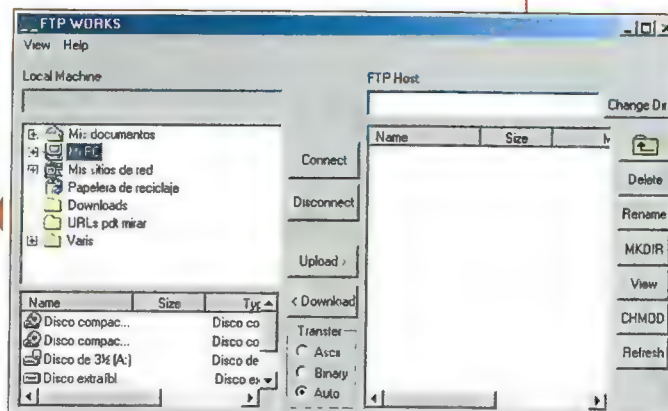 FTP WORKS
View Help
Local Machine
FTP Host
Change Dir
Mis documentos
Mi PC
Mis sitios de red
Papelera de reciclaje
Downloads
URLs pdt mirar
Varis
Name Size Typ
Disco compac... Disco co
Disco compac... Disco co
Disco de 3½ (A:) Disco de
Disco extraíbl Disco ex
Connect
Disconnect
Upload >
< Download
Transfer
Ascii
Binary
Auto
Name Size M
Delete
Rename
MKDIR
View
CHMOD
Refresh